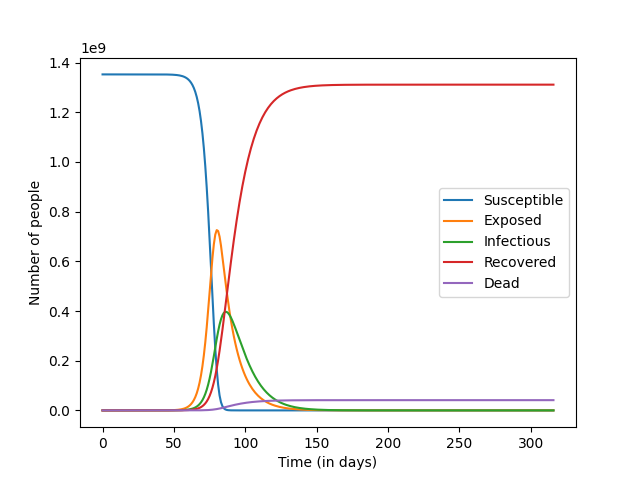 1e9
1.4
1.2
1.0
0.8
0.6
0.4
0.2
0.0
Number of people
Susceptible
Exposed
Infectious
Recovered
Dead
0 50 100 150 200 250 300
Time (in days)